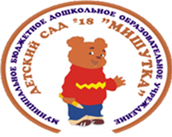 МУНИЦИПАЛЬНОЕ БЮДЖЕТНОЕ ДОШКОЛЬНОЕ ОБРАЗОВАТЕЛЬНОЕ УЧРЕЖДЕНИЕ
ДЕТСКИЙ САД "18 "МИШУТКА"